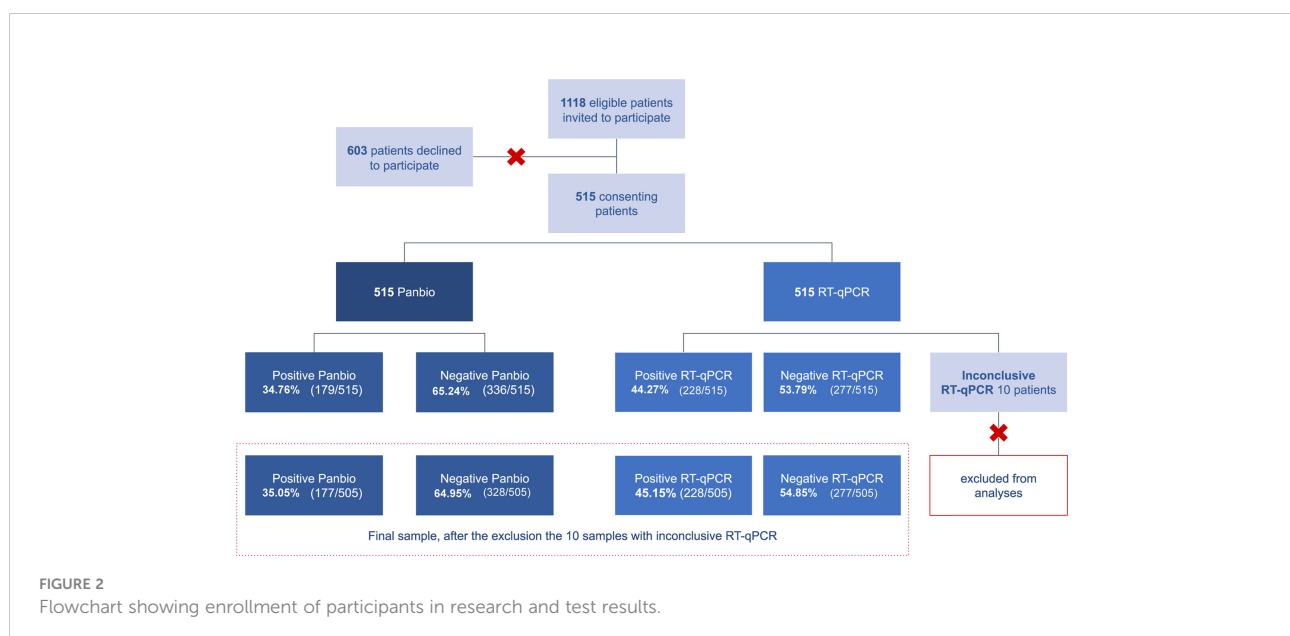 1118 eligible patients
invited to participate
603 patients declined
to participate
515 consenting
patients
515 Panbio
515 RT-qPCR
Positive Panbio
34.76% (179/515)
Negative Panbio
65.24% (336/515)
Positive RT-qPCR
44.27% (228/515)
Negative RT-qPCR
53.79% (277/515)
Inconclusive
RT-qPCR 10 patients
Positive Panbio
35.05% (177/505)
Negative Panbio
64.95% (328/505)
Positive RT-qPCR
45.15% (228/505)
Negative RT-qPCR
54.85% (277/505)
excluded from
analyses
Final sample, after the exclusion the 10 samples with inconclusive RT-qPCR
FIGURE 2
Flowchart showing enrollment of participants in research and test results.